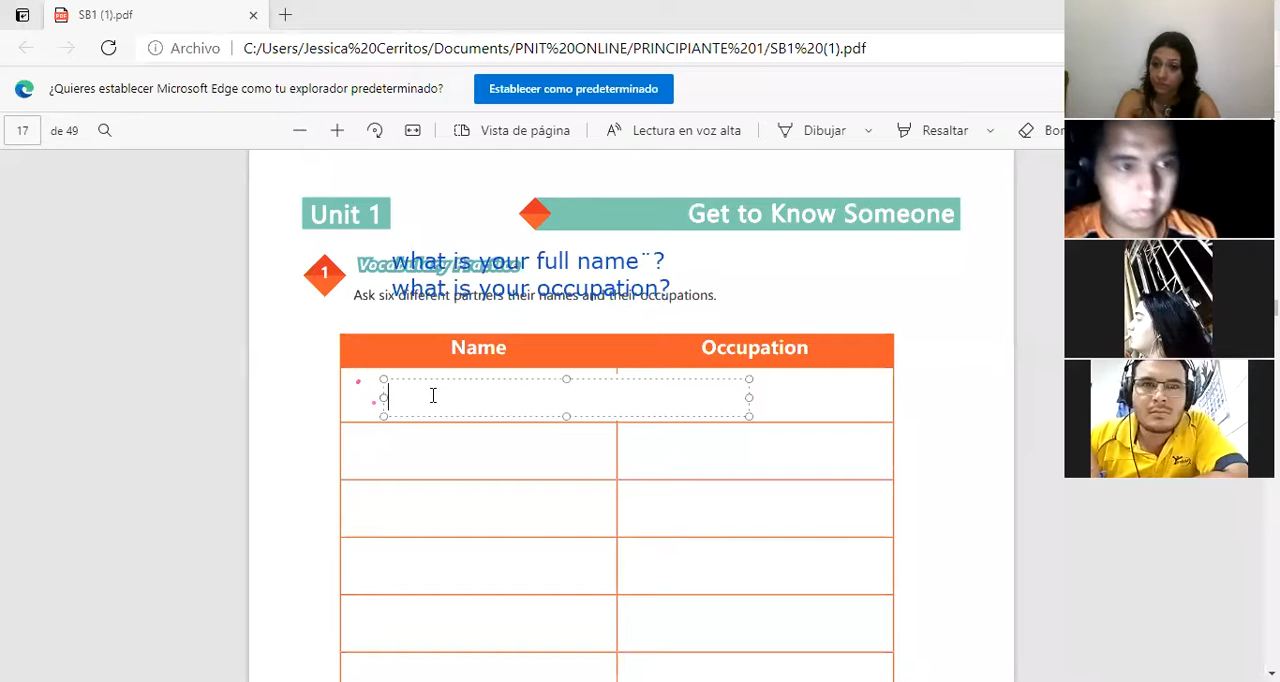 SB1 (1).pdf
Archivo
C:/Users/Jessica%20Cerritos/Documents/PNIT%20ONLINE/PRINCIPIANTE%201/SB1%20(1).pdf
¿Quieres establecer Microsoft Edge como tu explorador predeterminado?
Establecer como predeterminado
17 de 49
Vista de página
Lectura en voz alta
Dibujar
Resaltar
Bor
Unit 1
Get to Know Someone
1
Vocabulary Practice
what is your full name¨?
what is your occupation?
Ask six different partners their names and their occupations.
Name Occupation